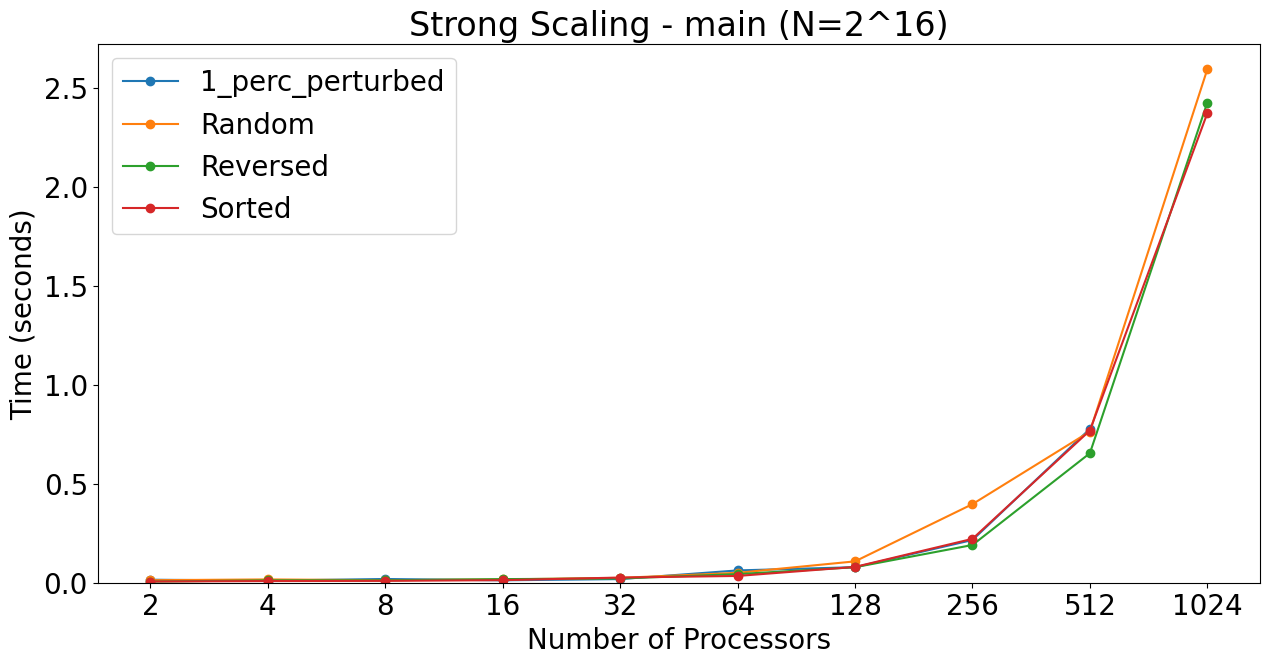 Strong Scaling - main (N=2^16)
1_perc_perturbed
Random
Reversed
Sorted
Time (seconds)
2.5
2.0
1.5
1.0
0.5
0.0
2 4 8 16 32 64 128 256 512 1024
Number of Processors